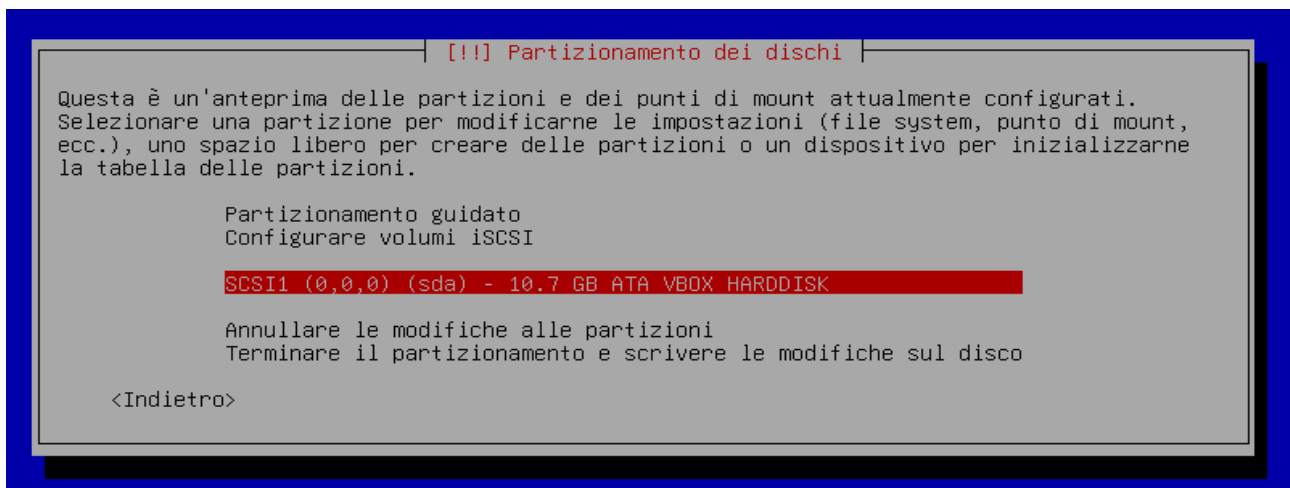 [!!] Partizionamento dei dischi
Questa è un'anteprima delle partizioni e dei punti di mount attualmente configurati.
Selezionare una partizione per modificarne le impostazioni (file system, punto di mount,
ecc.), uno spazio libero per creare delle partizioni o un dispositivo per inizializzarne
la tabella delle partizioni.
Partizionamento guidato
Configurare volumi iSCSI
SCSI1 (0,0,0) (sda) - 10.7 GB ATA VBOX HARDDISK
Annullare le modifiche alle partizioni
Terminare il partizionamento e scrivere le modifiche sul disco
<Indietro>